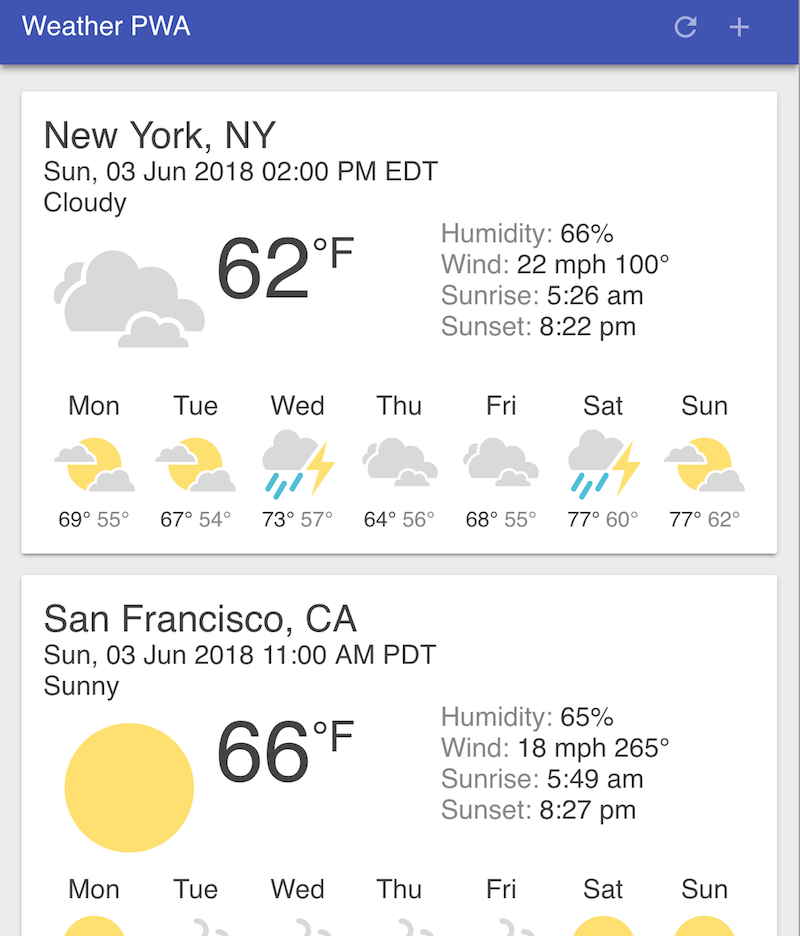 Weather PWA
New York, NY
Sun, 03 Jun 2018 02:00 PM EDT
Cloudy
62°F
Humidity: 66%
Wind: 22 mph 100°
Sunrise: 5:26 am
Sunset: 8:22 pm
Mon Tue Wed Thu Fri Sat Sun
69° 55° 67° 54° 73° 57° 64° 56° 68° 55° 77° 60° 77° 62°
San Francisco, CA
Sun, 03 Jun 2018 11:00 AM PDT
Sunny
66°F
Humidity: 65%
Wind: 18 mph 265°
Sunrise: 5:49 am
Sunset: 8:27 pm
Mon Tue Wed Thu Fri Sat Sun